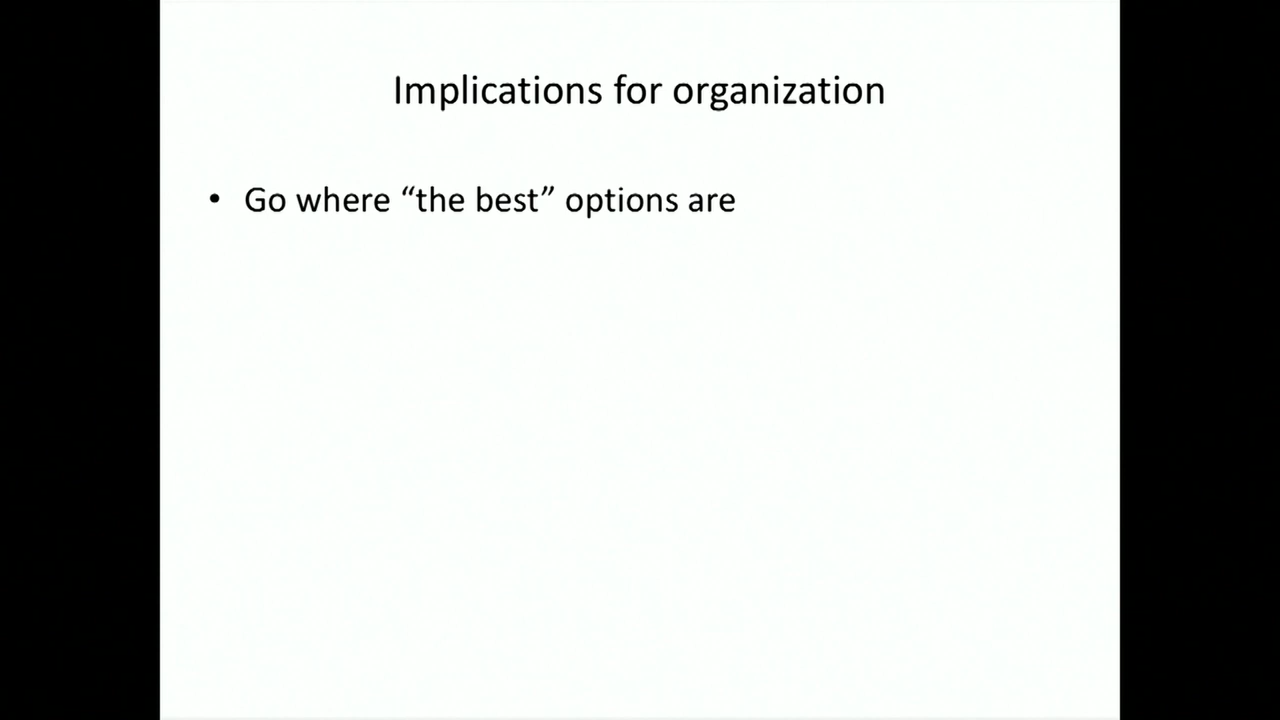 Implications for organization
• Go where “the best” options are